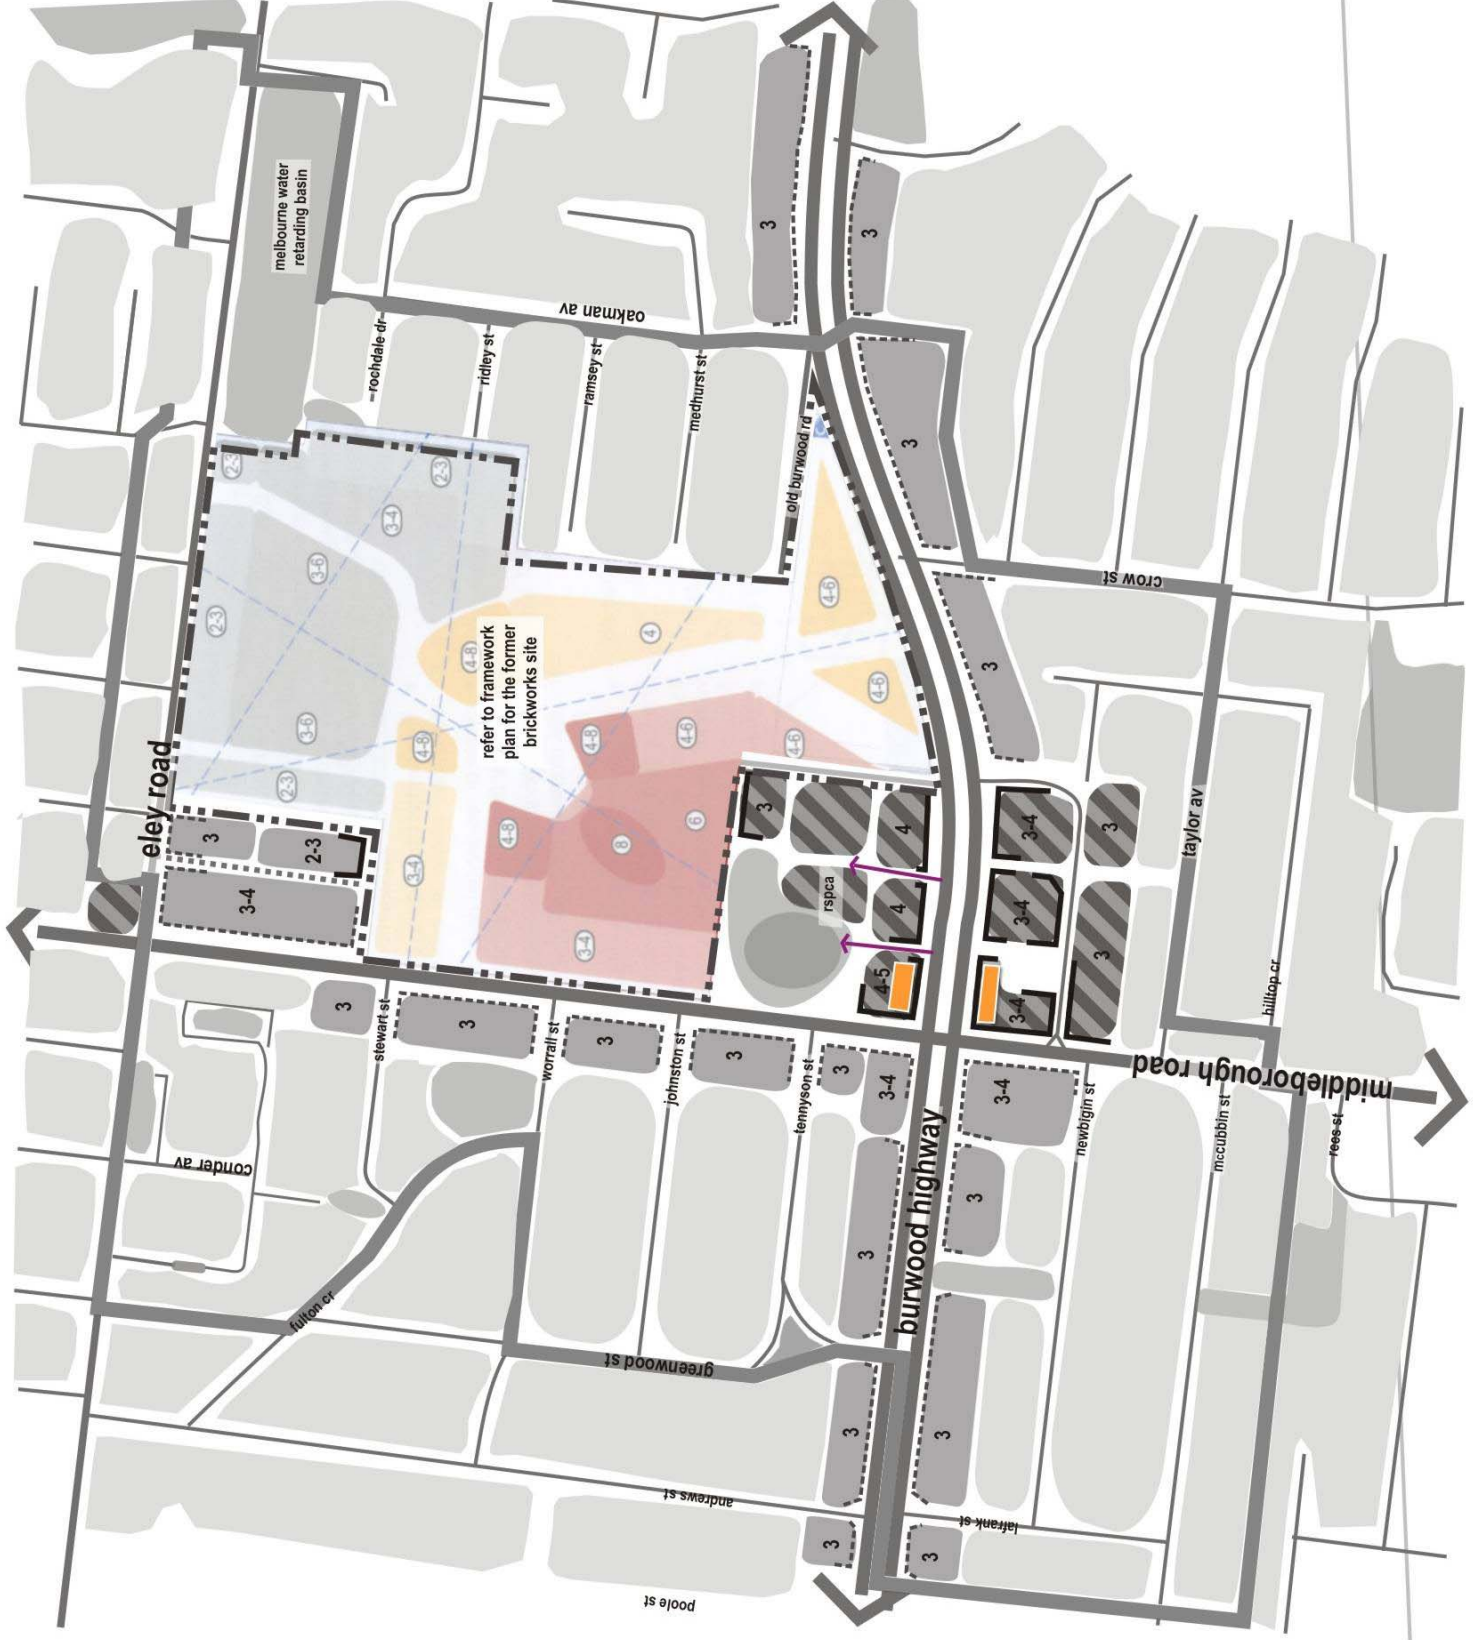 melbourne water
retarding basin
3
3
oakman av
rochdale dr
ridley st
ramsey st
medhurst st
old burwood rd
3
2-3
2-3
3-4
3-6
2-3
4-6
crow st
4-8
4
refer to framework
plan for the former
brickworks site
3
4-6
3-6
4-8
4-8
4-6
4-6
2-3
eley road
3
4
3-4
3
taylor av
6
3
2-3
4-8
8
3-4
3-4
rspca
4
3-4
3-4
3
4-5
3-4
hilltop cr
3
stewart st
3
worrall st
3
johnston st
3
tennyson st
3
3-4
3-4
newbigin st
middleborough road
mccubbin st
rees st
conder av
burwood highway
3
3
fulton cr
greenwood st
3
3
andrews st
lafrank st
3
3
poole st